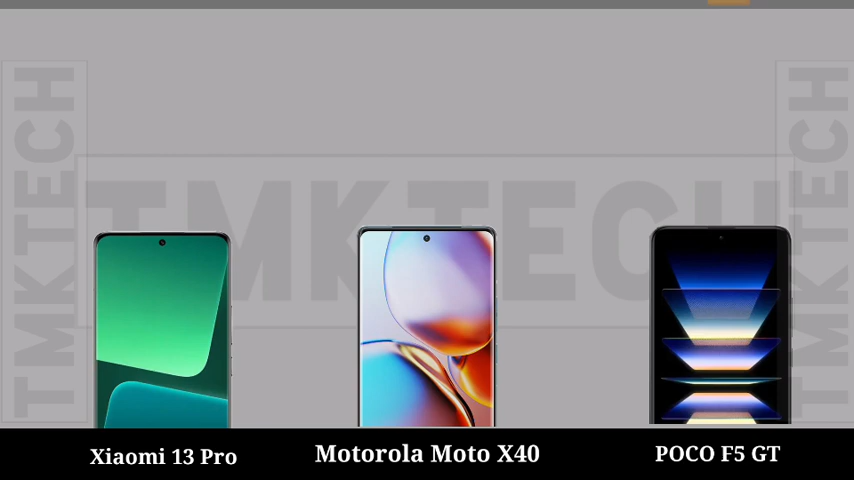 TMKTECH
TMKTECH
TMKTECH
Xiaomi 13 Pro
Motorola Moto X40
POCO F5 GT